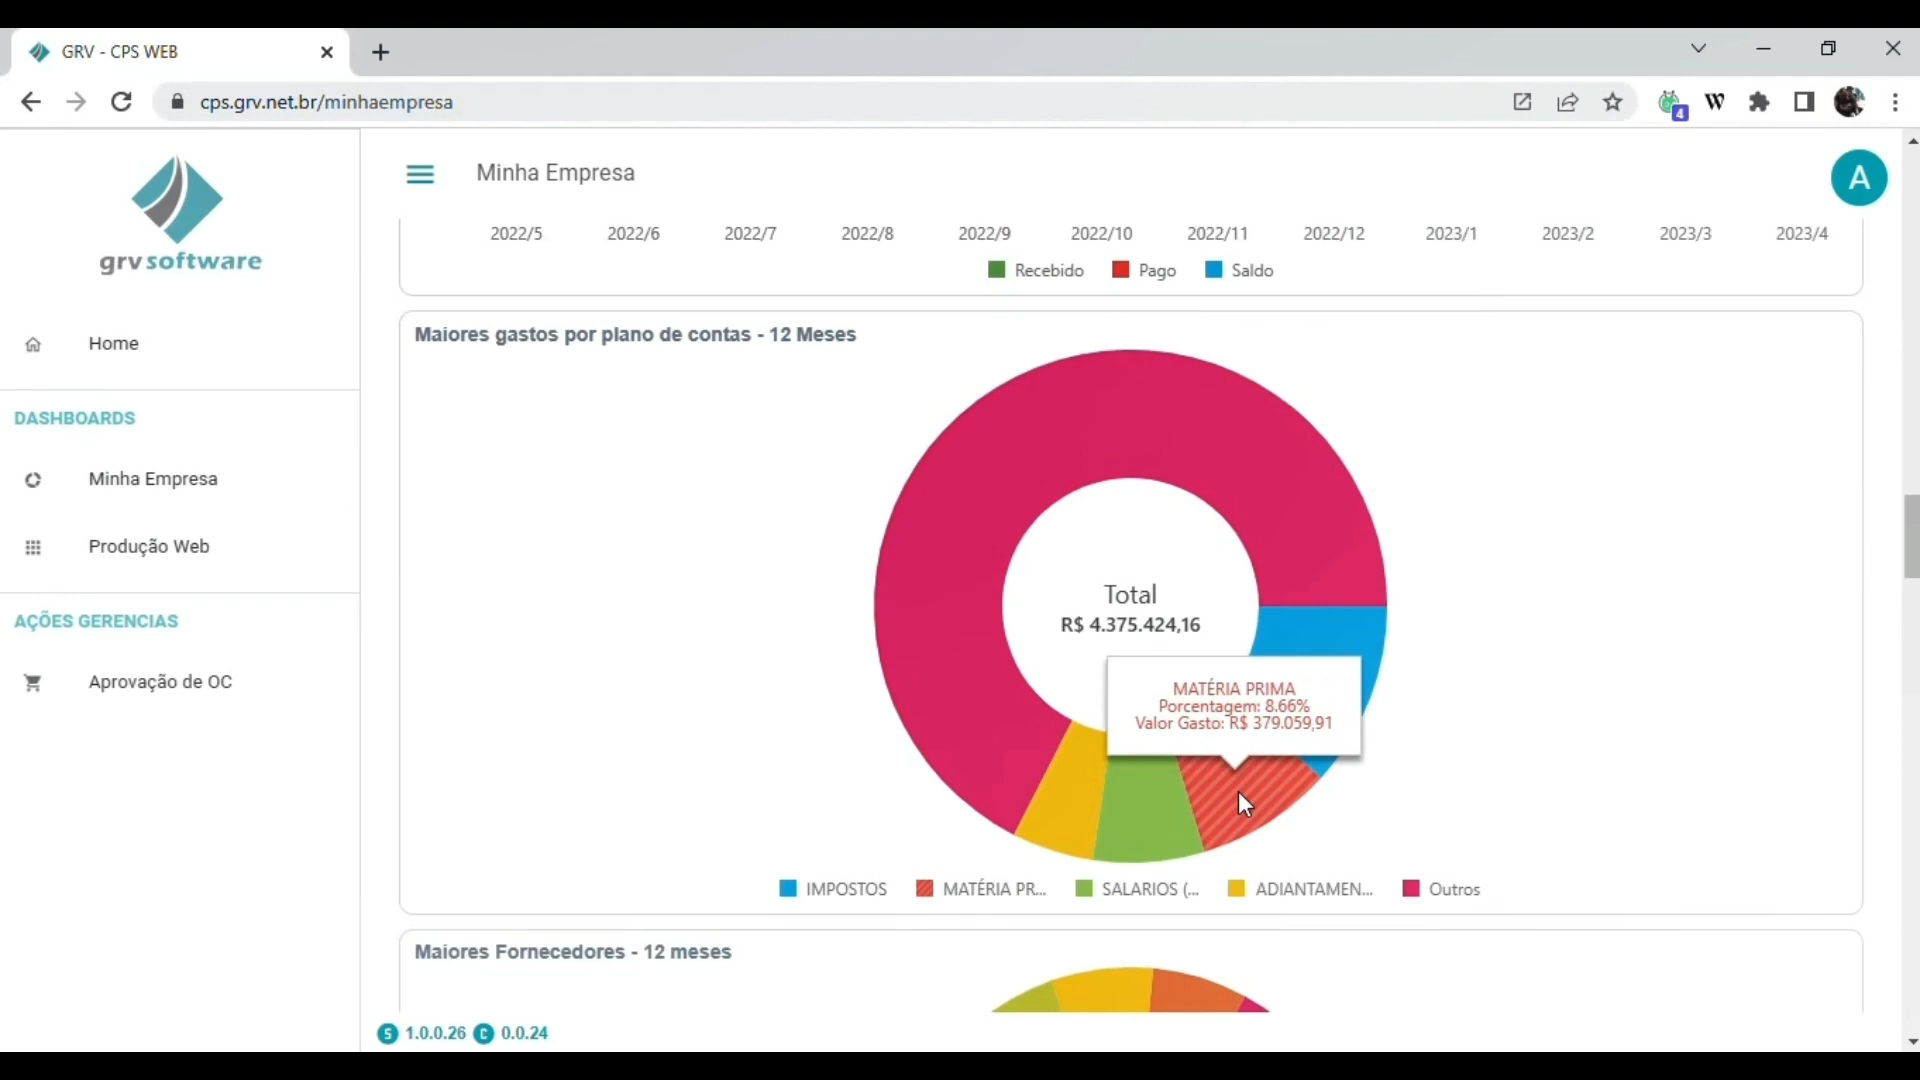 GRV - CPS WEB
cps.grv.net.br/minhaempresa
4
W
grv software
Home
DASHBOARDS
Minha Empresa
Produção Web
AÇÕES GERENCIAS
Aprovação de OC
Minha Empresa
A
2022/5 2022/6 2022/7 2022/8 2022/9 2022/10 2022/11 2022/12 2023/1 2023/2 2023/3 2023/4
Recebido Pago Saldo
Maiores gastos por plano de contas - 12 Meses
Total
R$ 4.375.424,16
MATÉRIA PRIMA
Porcentagem: 8.66%
Valor Gasto: R$ 379.059,91
IMPOSTOS MATÉRIA PR... SALARIOS (... ADIANTAMEN... Outros
Maiores Fornecedores - 12 meses
S 1.0.0.26 C 0.0.24